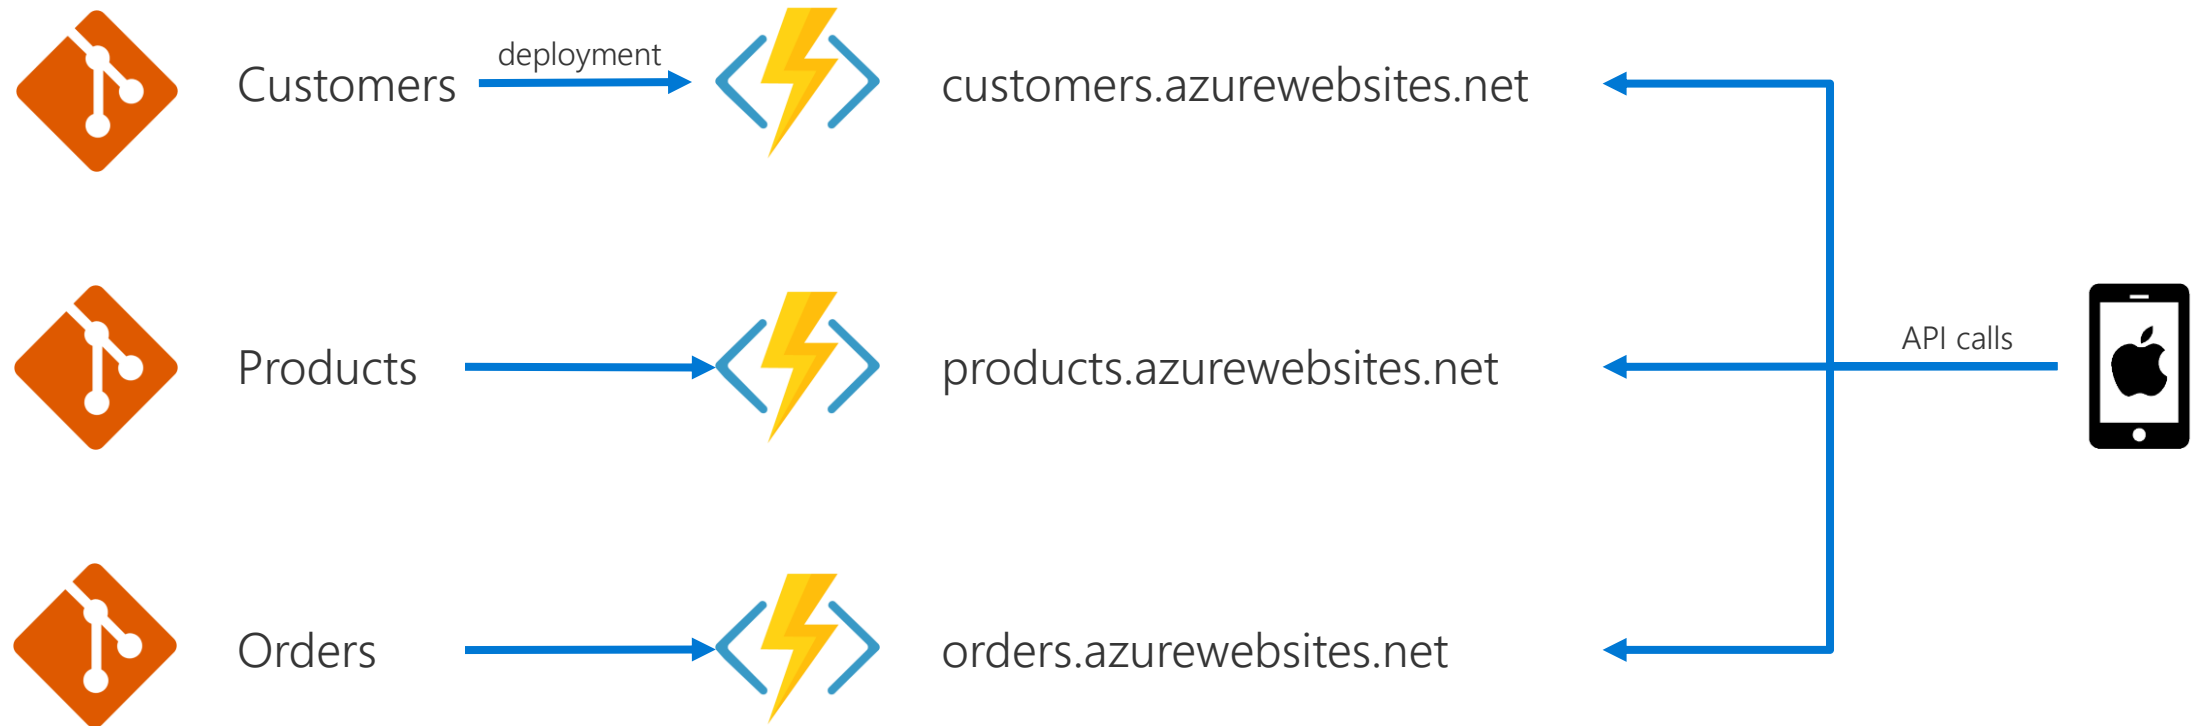 Customers
deployment
customers.azurewebsites.net
Products
products.azurewebsites.net
API calls
Orders
orders.azurewebsites.net